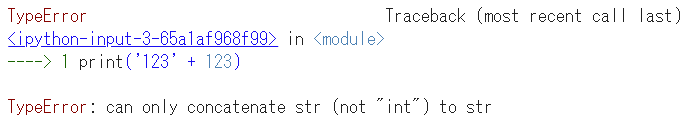 TypeError                                 Traceback (most recent call last)
<ipython-input-3-65a1af968f99> in <module>
----> 1 print('123' + 123)

TypeError: can only concatenate str (not "int") to str